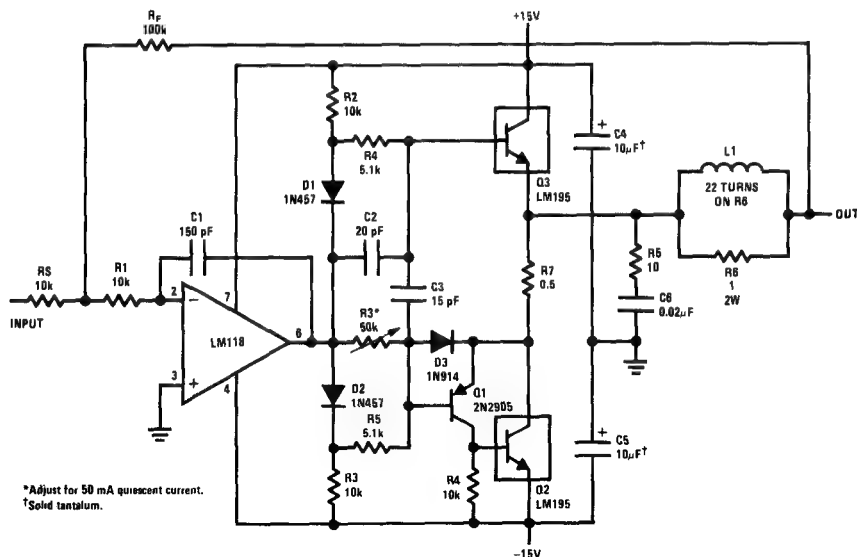 RF
100k
+15V
R2
10k
R4
5.1k
D1
1N457
Q3
LM195
C4
10µF†
L1
22 TURNS
ON R6
OUT
C1
150 pF
C2
20 pF
C3
15 pF
R7
0.5
R5
10
R6
1
2W
C6
0.02µF
RS
10k
R1
10k
INPUT
2
−
7
LM118
6
3
+
4
R3*
50k
D3
1N914
D2
1N457
R5
5.1k
Q1
2N2905
R3
10k
R4
10k
Q2
LM195
C5
10µF†
+
+
*Adjust for 50 mA quiescent current.
†Solid tantalum.
−15V